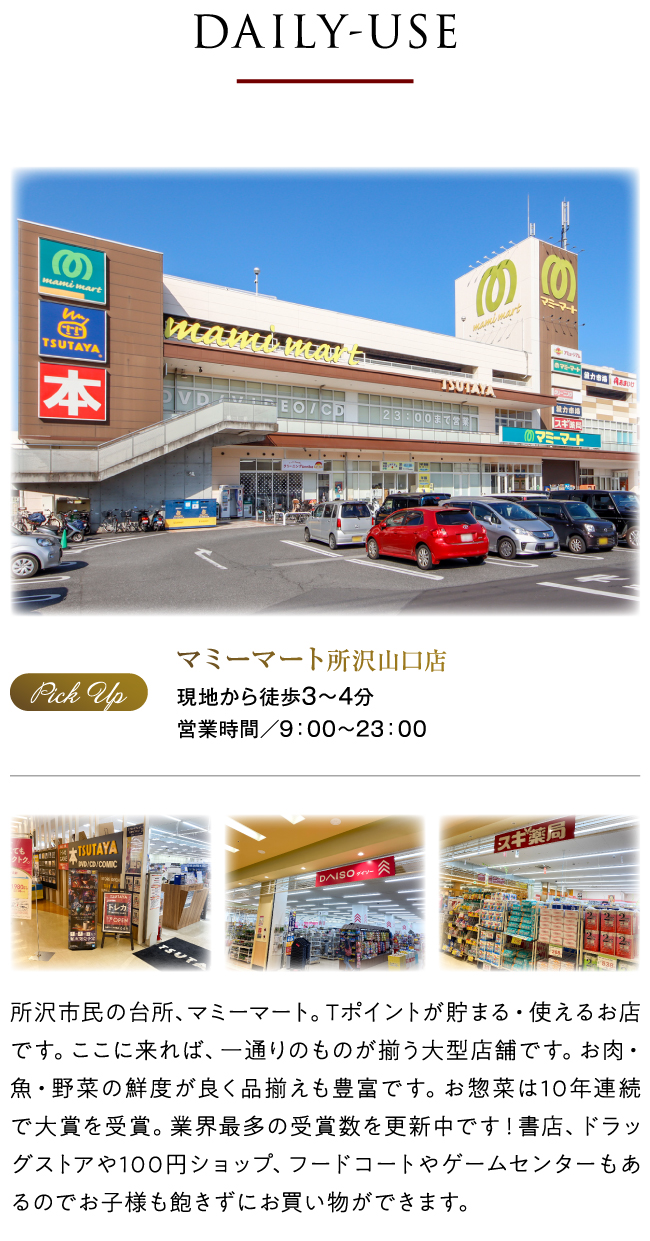 DAILY-USE
mami mart
TSUTAYA
本
mami mart
DVD/VIDEO/CD
TSUTAYA
23:00まで営業
mami mart
マミーマート
マミーマート
スギ薬局
マミーマート
Pick Up
マミーマート所沢山口店
現地から徒歩3～4分
営業時間／9：00～23：00
TSUTAYA
DVD/CD/COMIC
トレカ
OPEN
TSUTAYA
DAISO ダイソー
スギ薬局
所沢市民の台所、マミーマート。Tポイントが貯まる・使えるお店
です。ここに来れば、一通りのものが揃う大型店舗です。お肉・
魚・野菜の鮮度が良く品揃えも豊富です。お惣菜は10年連続
で大賞を受賞。業界最多の受賞数を更新中です！書店、ドラッ
グストアや100円ショップ、フードコートやゲームセンターもあ
るのでお子様も飽きずにお買い物ができます。